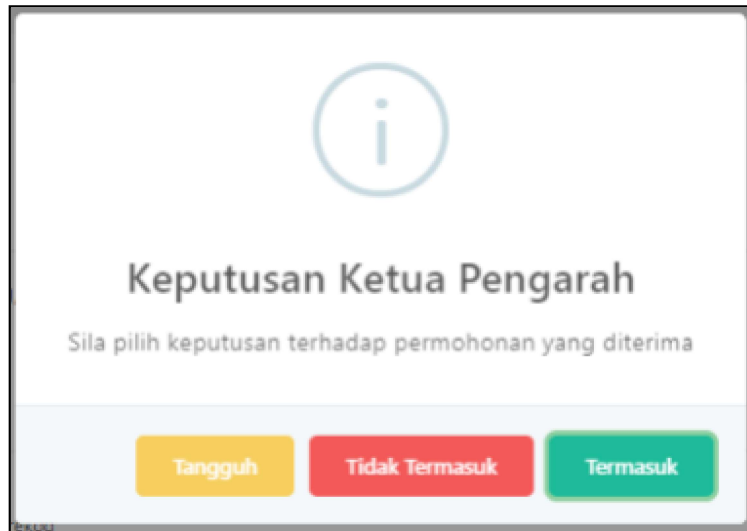 Keputusan Ketua Pengarah
Sila pilih keputusan terhadap permohonan yang diterima
Tangguh
Tidak Termasuk
Termasuk